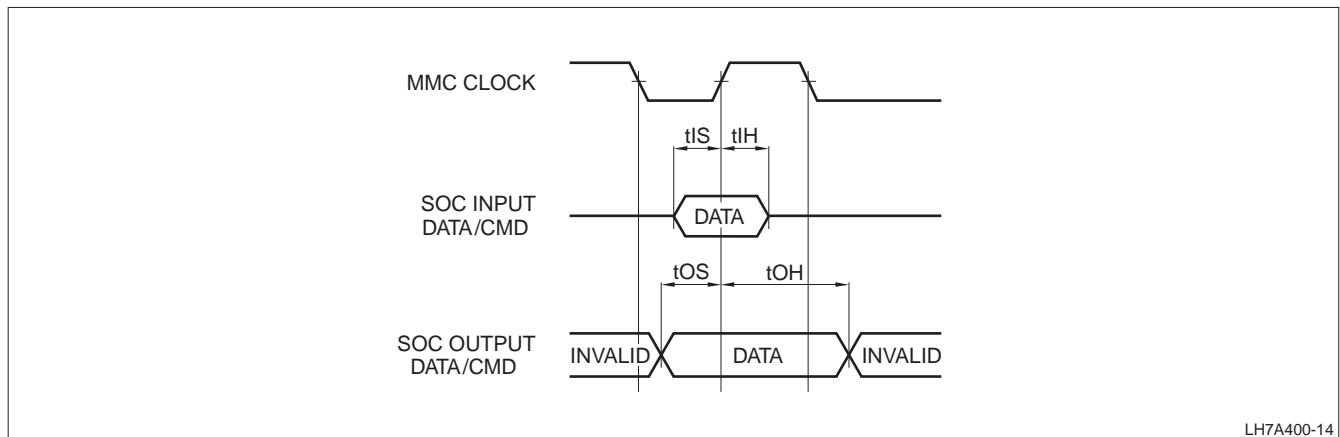 MMC CLOCK
tIS tIH
SOC INPUT
DATA/CMD
DATA
tOS tOH
SOC OUTPUT
DATA/CMD
INVALID DATA INVALID
LH7A400-14